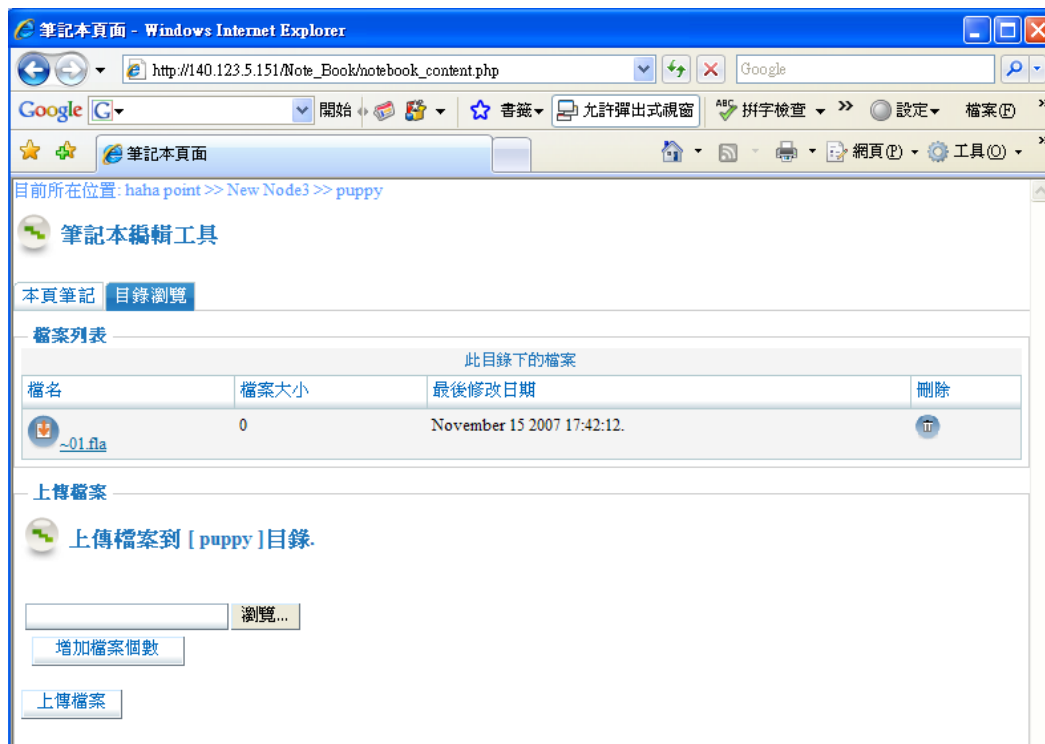 筆記本頁面 - Windows Internet Explorer
http://140.123.5.151/Note_Book/notebook_content.php Google
Google G 開始 書籤 允許彈出式視窗 ABC 拼字檢查 >> 設定 檔案(F) >>
筆記本頁面 網頁(P) 工具(O) >>
目前所在位置: haha point >> New Node3 >> puppy
筆記本編輯工具
本頁筆記 目錄瀏覽
檔案列表
此目錄下的檔案
檔名 檔案大小 最後修改日期 刪除
~01.fla 0 November 15 2007 17:42:12.
上傳檔案
上傳檔案到 [ puppy ]目錄.
瀏覽...
增加檔案個數
上傳檔案